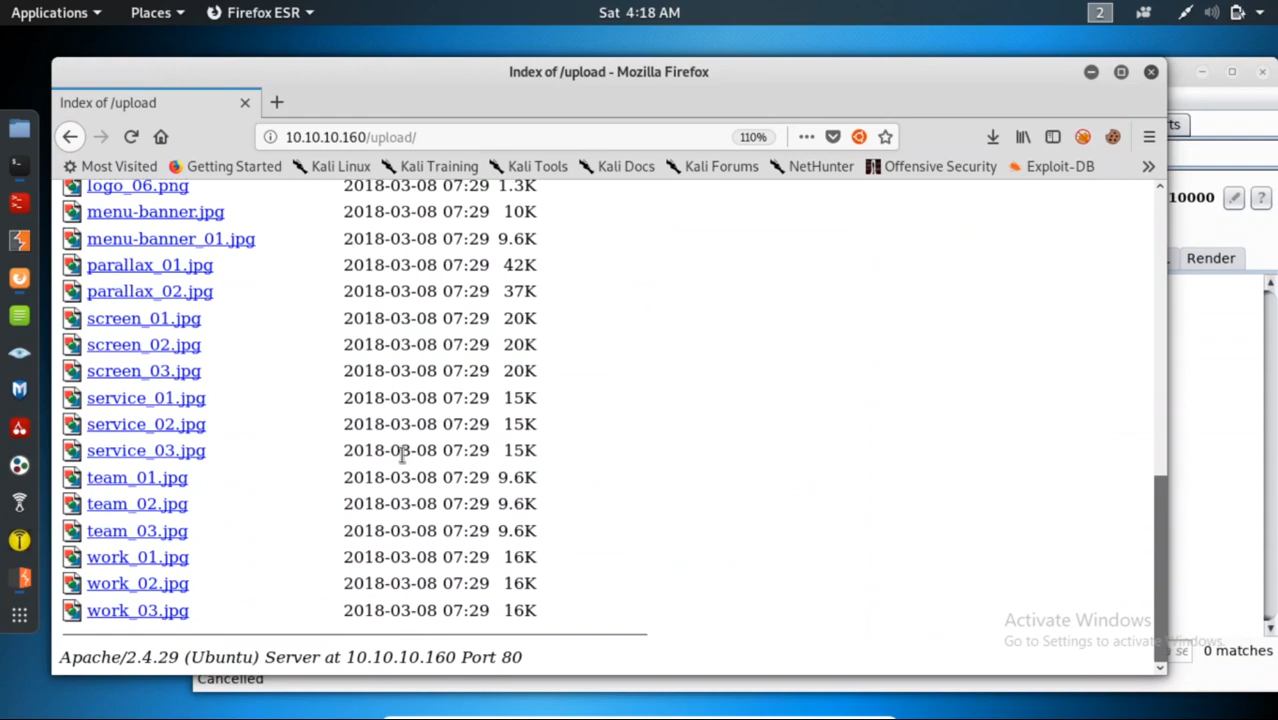 Applications Places Firefox ESR Sat 4:18 AM 2
Index of /upload - Mozilla Firefox
Index of /upload
10.10.10.160/upload/ 110%
Most Visited Getting Started Kali Linux Kali Training Kali Tools Kali Docs Kali Forums NetHunter Offensive Security Exploit-DB
logo_06.png 2018-03-08 07:29 1.3K
menu-banner.jpg 2018-03-08 07:29 10K
menu-banner_01.jpg 2018-03-08 07:29 9.6K
parallax_01.jpg 2018-03-08 07:29 42K
parallax_02.jpg 2018-03-08 07:29 37K
screen_01.jpg 2018-03-08 07:29 20K
screen_02.jpg 2018-03-08 07:29 20K
screen_03.jpg 2018-03-08 07:29 20K
service_01.jpg 2018-03-08 07:29 15K
service_02.jpg 2018-03-08 07:29 15K
service_03.jpg 2018-03-08 07:29 15K
team_01.jpg 2018-03-08 07:29 9.6K
team_02.jpg 2018-03-08 07:29 9.6K
team_03.jpg 2018-03-08 07:29 9.6K
work_01.jpg 2018-03-08 07:29 16K
work_02.jpg 2018-03-08 07:29 16K
work_03.jpg 2018-03-08 07:29 16K
Apache/2.4.29 (Ubuntu) Server at 10.10.10.160 Port 80
ts
10000
Render
Activate Windows
Go to Settings to activate Windows.
0 matches
Cancelled